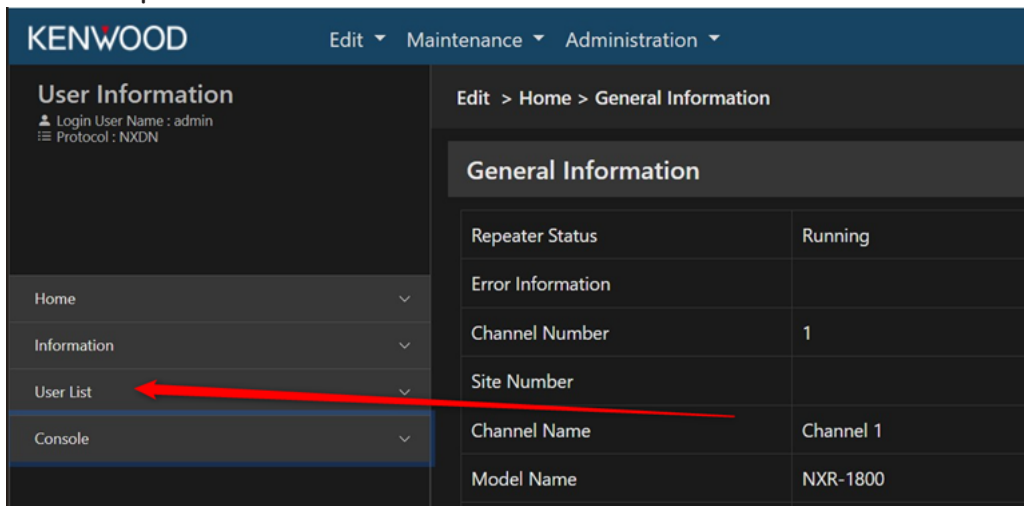 KENWOOD
Edit Maintenance Administration
User Information
Login User Name : admin
Protocol : NXDN
Home
Information
User List
Console
Edit > Home > General Information
General Information
Repeater Status Running
Error Information
Channel Number 1
Site Number
Channel Name Channel 1
Model Name NXR-1800